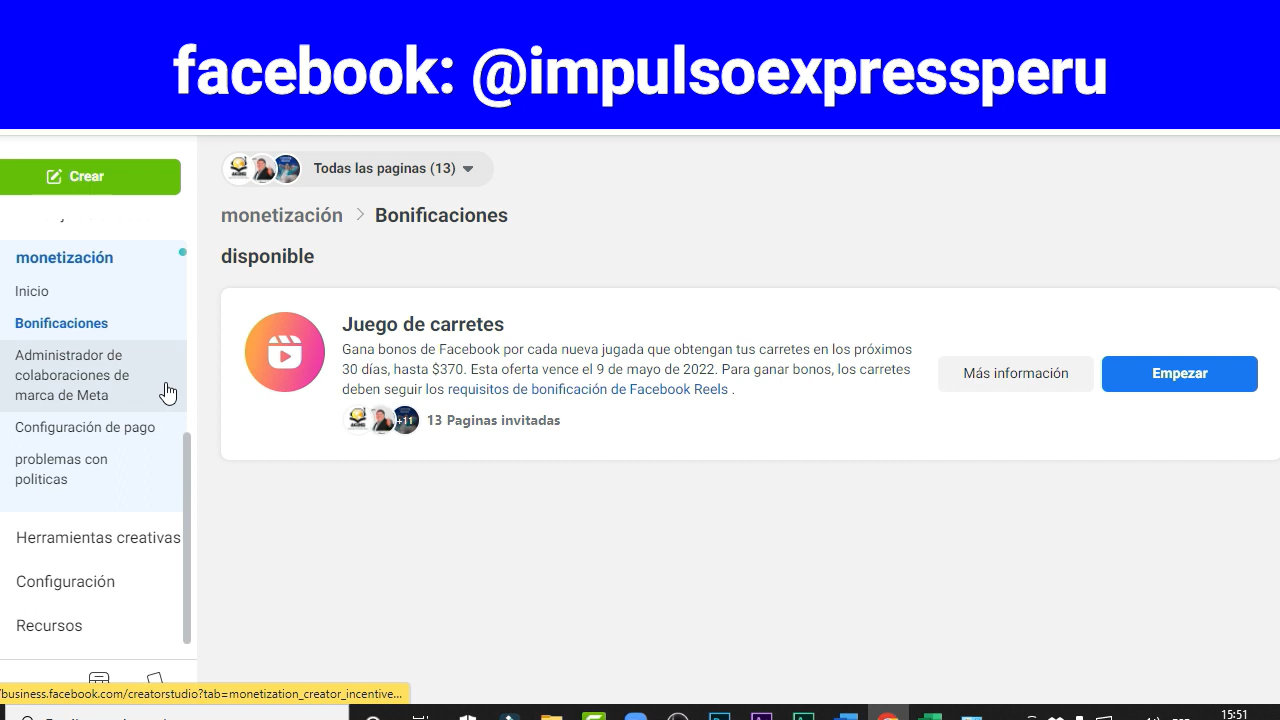 facebook: @impulsoexpressperu
Crear
Todas las paginas (13)
monetización > Bonificaciones
disponible
monetización
Inicio
Bonificaciones
Administrador de
colaboraciones de
marca de Meta
Configuración de pago
problemas con
politicas
Herramientas creativas
Configuración
Recursos
Juego de carretes
Gana bonos de Facebook por cada nueva jugada que obtengan tus carretes en los próximos
30 días, hasta $370. Esta oferta vence el 9 de mayo de 2022. Para ganar bonos, los carretes
deben seguir los requisitos de bonificación de Facebook Reels .
+11 13 Paginas invitadas
Más información
Empezar
/business.facebook.com/creatorstudio?tab=monetization_creator_incentive...
15:51